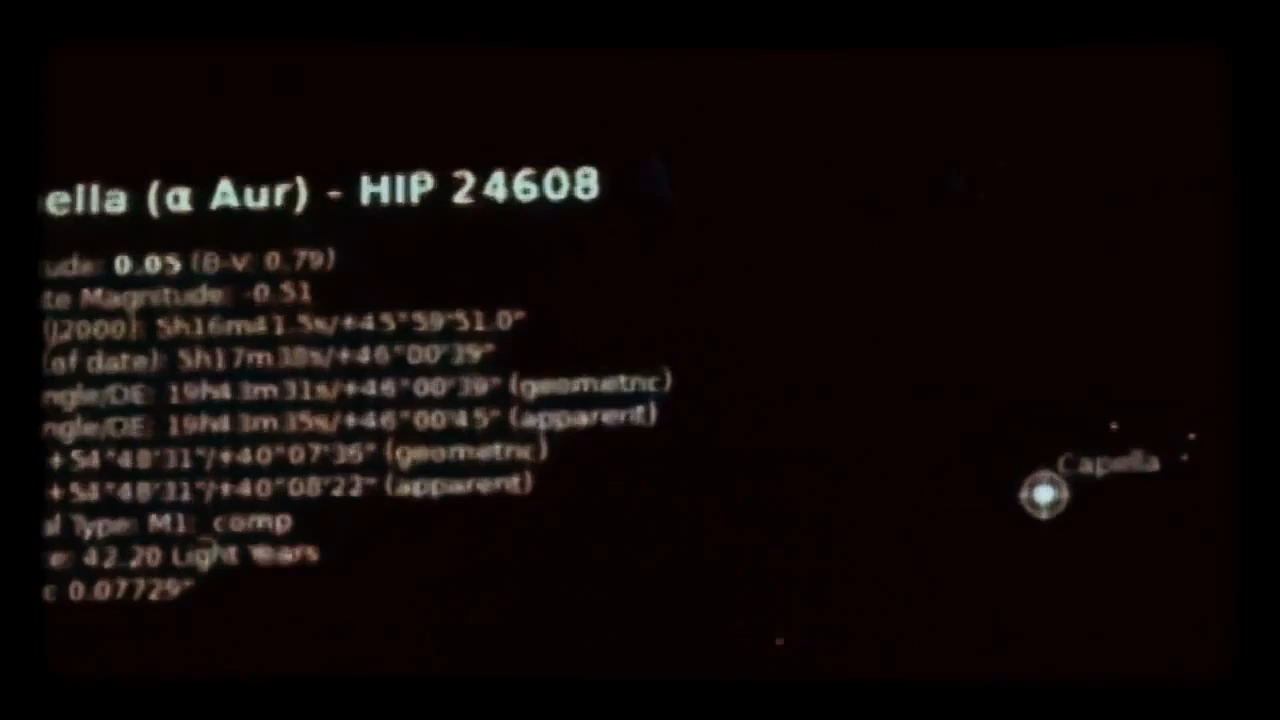 ella (α Aur) - HIP 24608
ude: 0.05 (B-V: 0.79)
te Magnitude: -0.51
(J2000): 5h16m41.5s/+45°59'51.0"
(of date): 5h17m38s/+46°00'39"
ngle/DE: 19h43m31s/+46°00'39" (geometric)
ngle/DE: 19h43m35s/+46°00'45" (apparent)
+54°48'31"/+40°07'36" (geometric)
+54°48'31"/+40°08'22" (apparent)
Capella
al Type: M1: comp
e: 42.20 Light Years
c 0.07729"